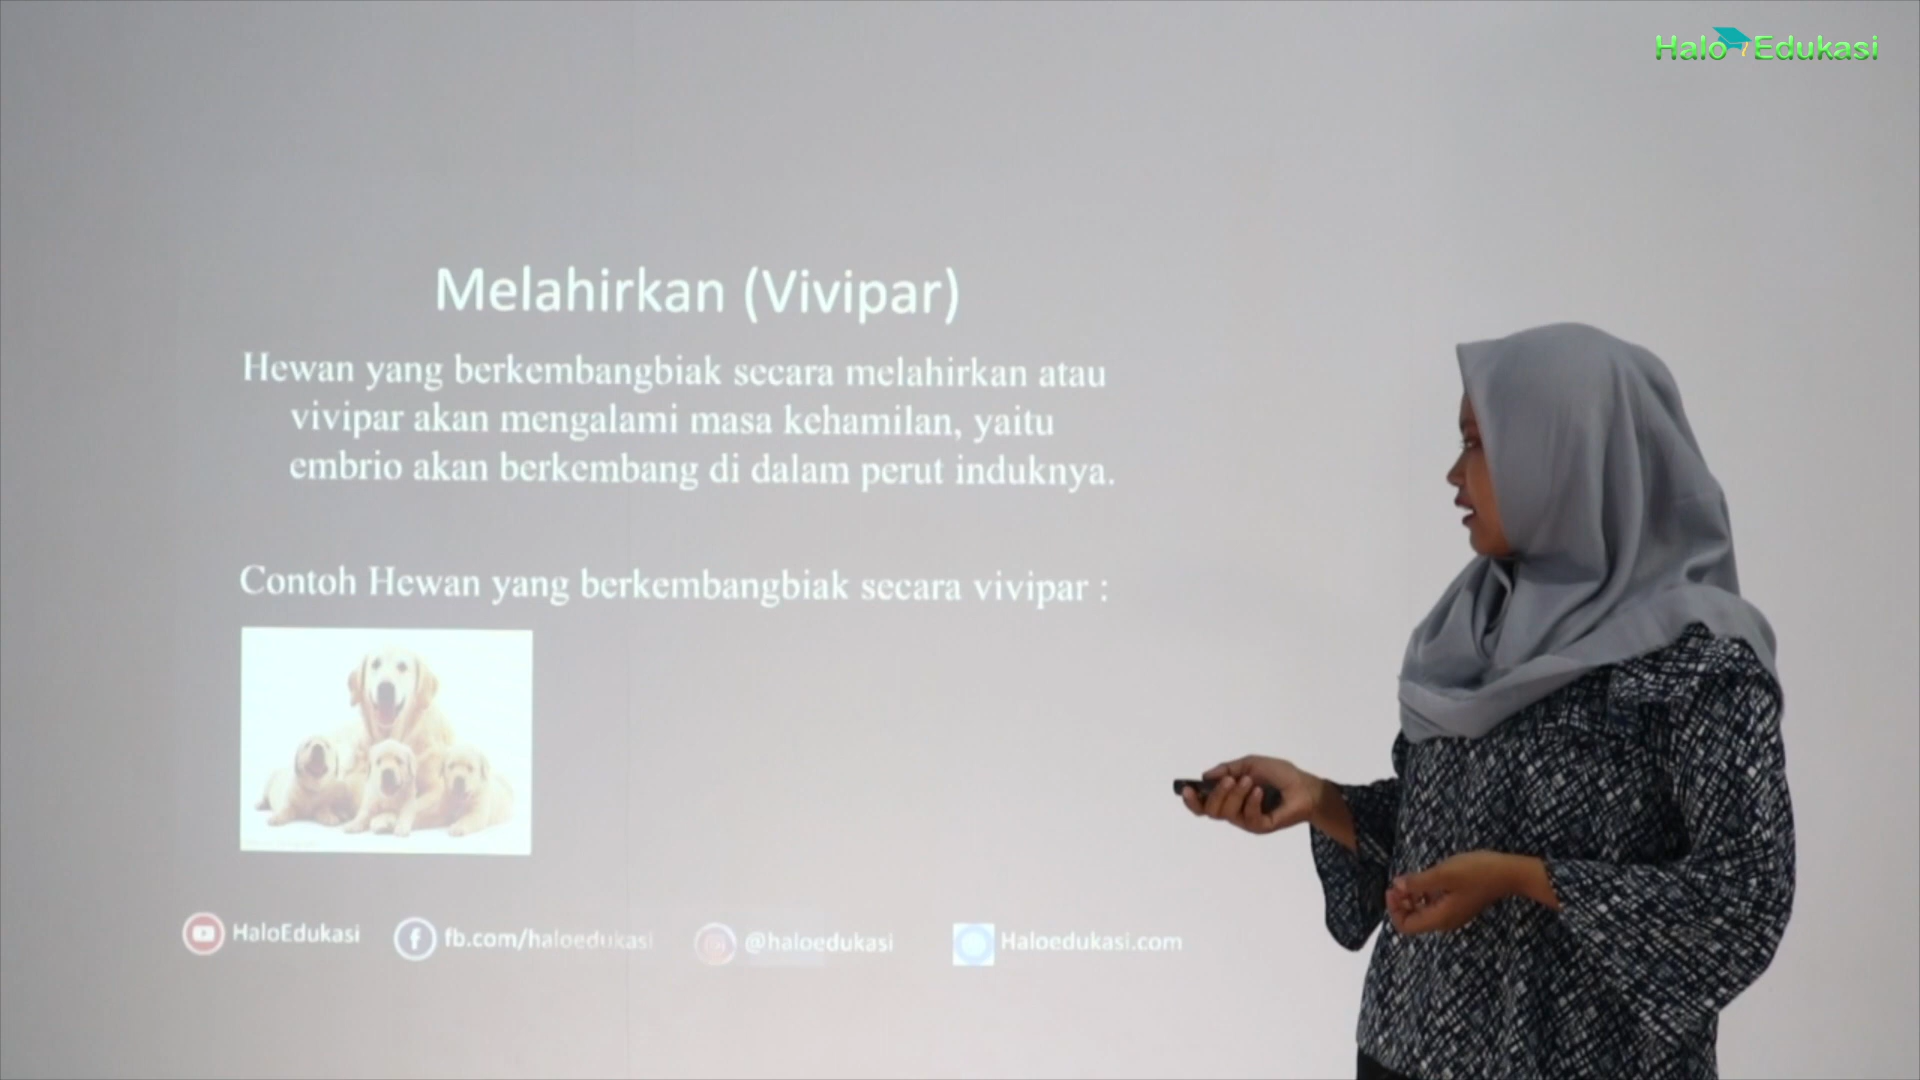 Halo Edukasi
Melahirkan (Vivipar)
Hewan yang berkembangbiak secara melahirkan atau
vivipar akan mengalami masa kehamilan, yaitu
embrio akan berkembang di dalam perut induknya.
Contoh Hewan yang berkembangbiak secara vivipar :
HaloEdukasi
fb.com/haloedukasi
@haloedukasi
Haloedukasi.com